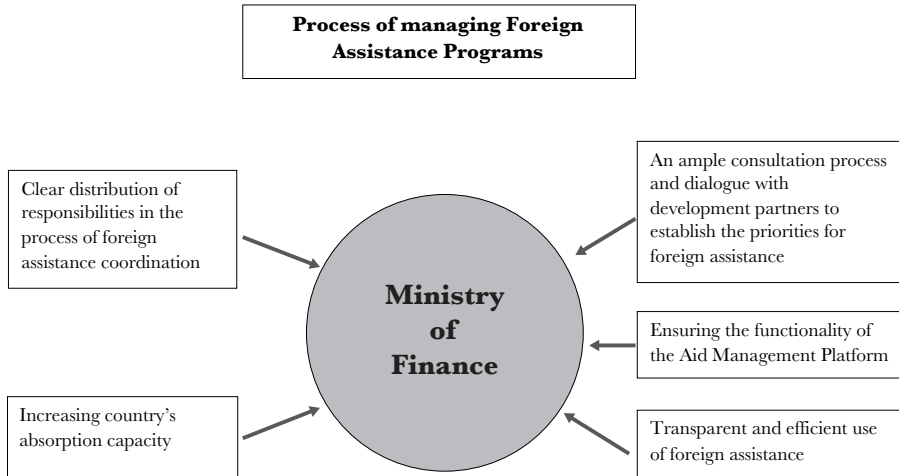 Process of managing Foreign
Assistance Programs
Clear distribution of
responsibilities in the
process of foreign
assistance coordination
An ample consultation process
and dialogue with
development partners to
establish the priorities for
foreign assistance
Ministry
of
Finance
Ensuring the functionality of
the Aid Management Platform
Increasing country's
absorption capacity
Transparent and efficient use
of foreign assistance